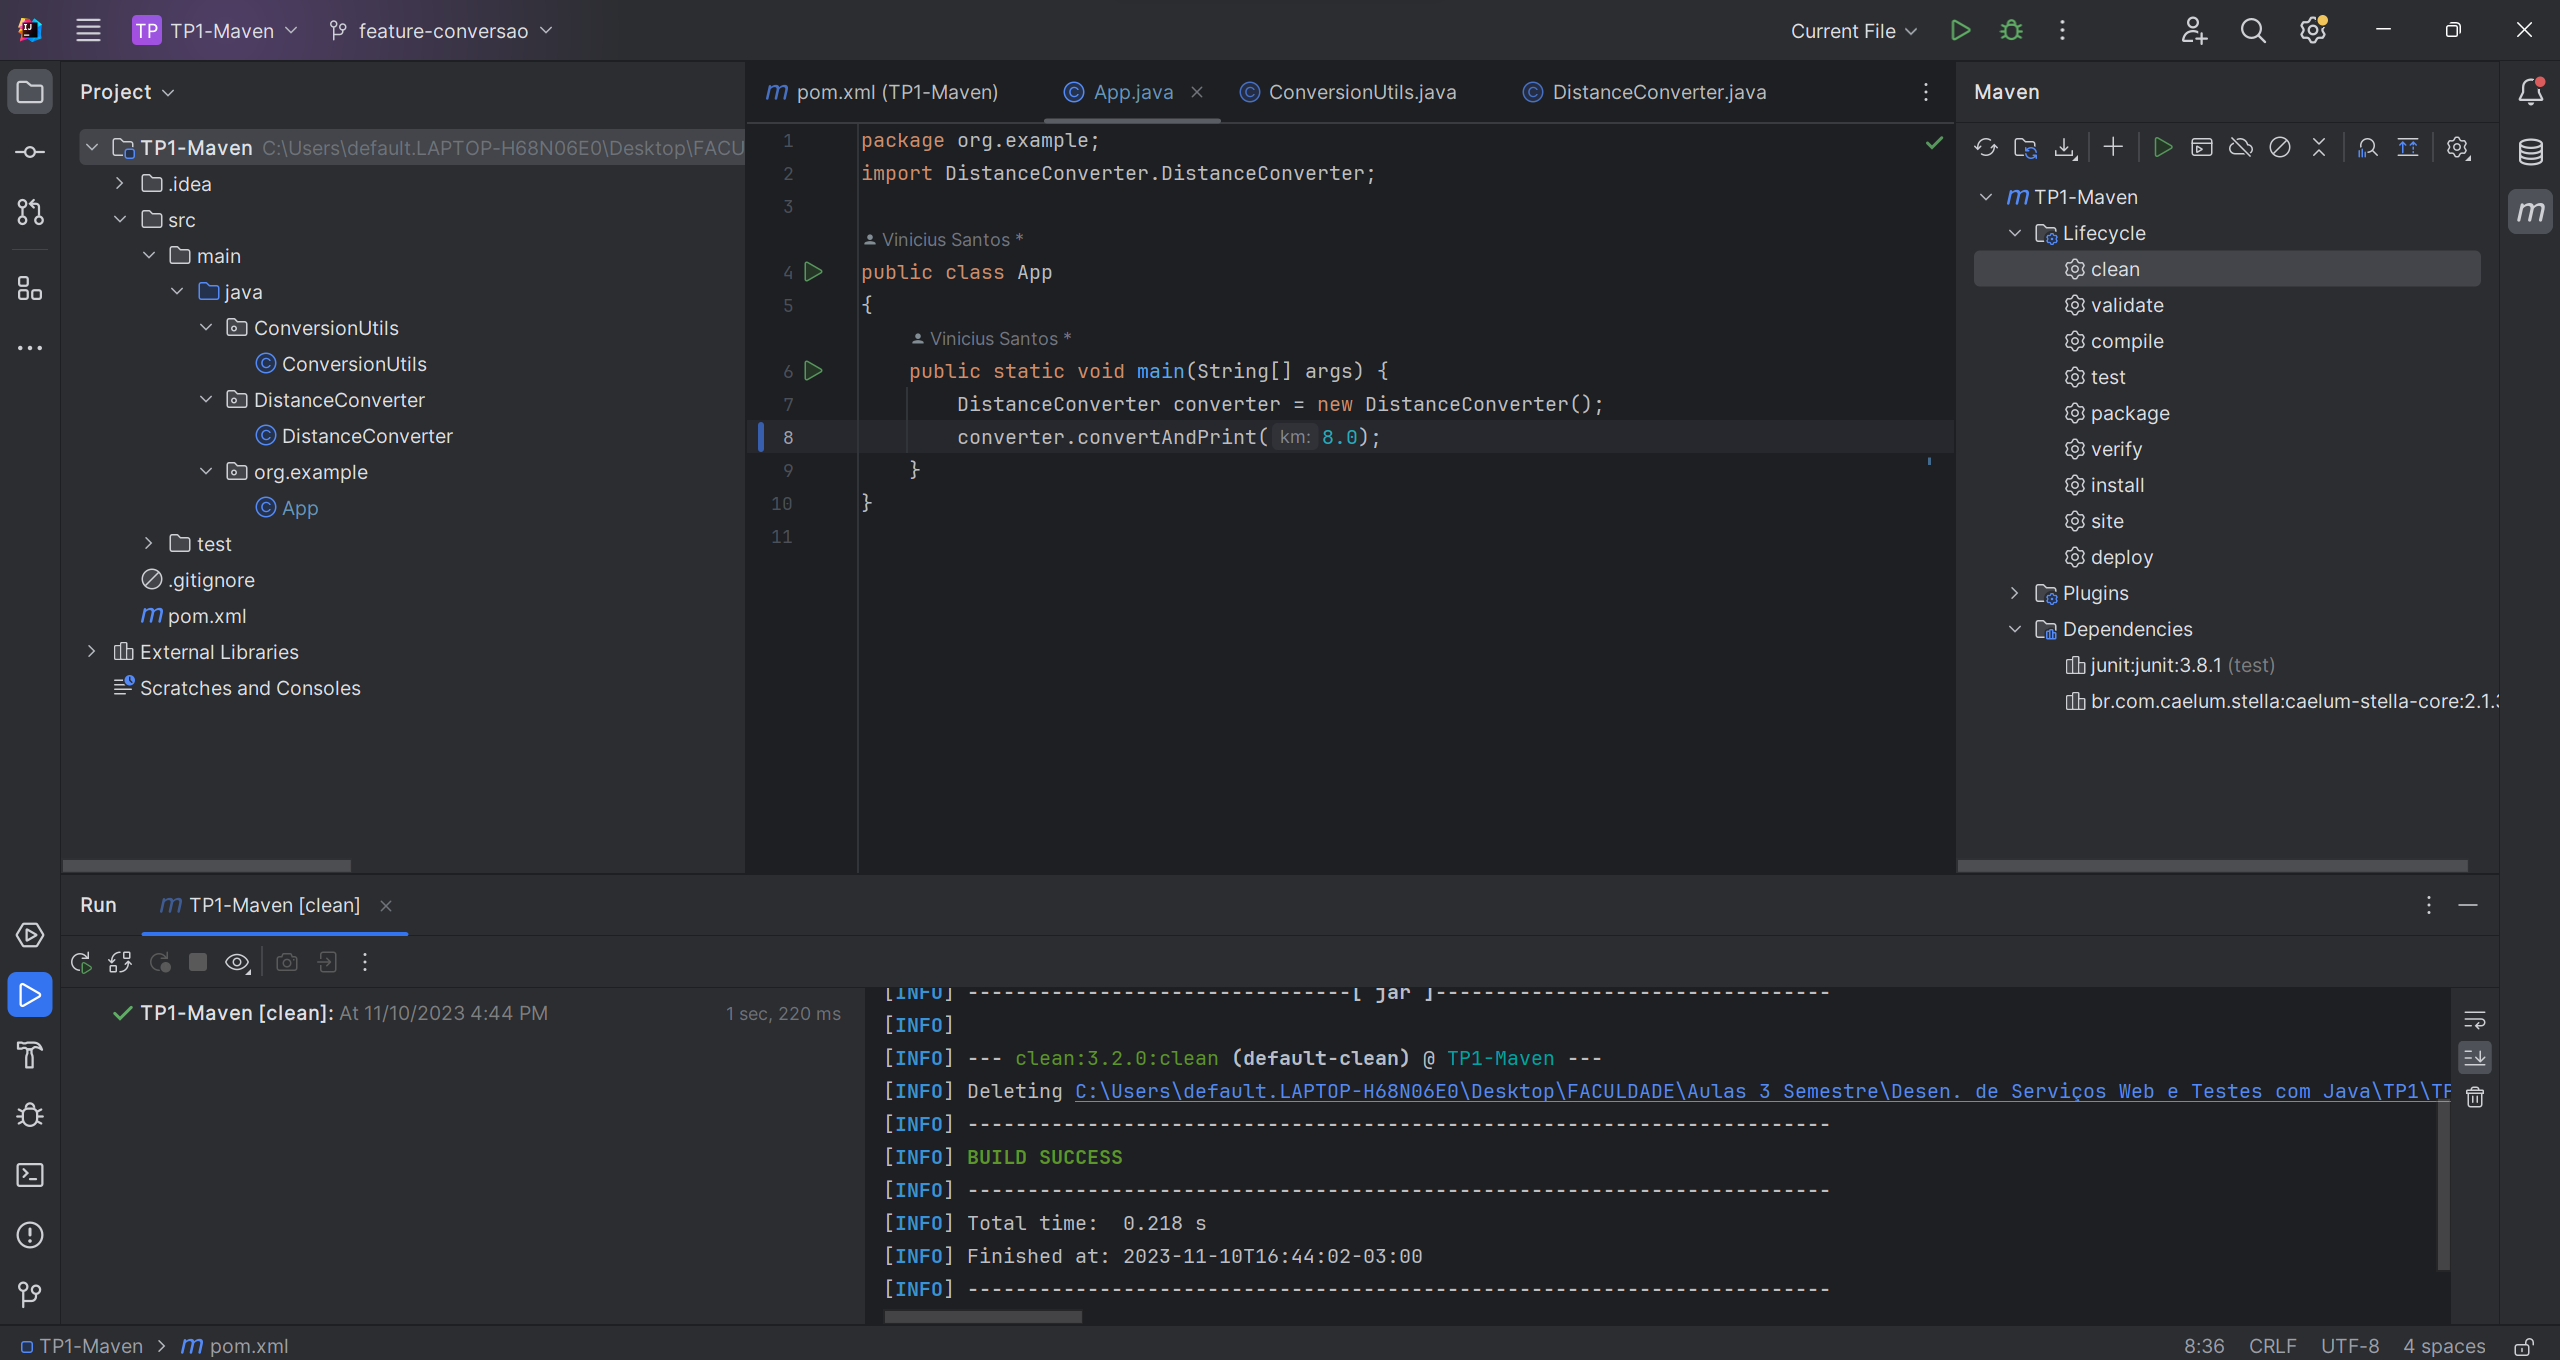 TP TP1-Maven feature-conversao Current File
Project
TP1-Maven C:\Users\default.LAPTOP-H68N06E0\Desktop\FACU
.idea
src
main
java
ConversionUtils
ConversionUtils
DistanceConverter
DistanceConverter
org.example
App
test
.gitignore
pom.xml
External Libraries
Scratches and Consoles
pom.xml (TP1-Maven) App.java ConversionUtils.java DistanceConverter.java
1 package org.example;
2 import DistanceConverter.DistanceConverter;
3
Vinicius Santos *
4 public class App
5 {
Vinicius Santos *
6 public static void main(String[] args) {
7 DistanceConverter converter = new DistanceConverter();
8 converter.convertAndPrint( km: 8.0);
9 }
10 }
11
Maven
TP1-Maven
Lifecycle
clean
validate
compile
test
package
verify
install
site
deploy
Plugins
Dependencies
junit:junit:3.8.1 (test)
br.com.caelum.stella:caelum-stella-core:2.1.
Run TP1-Maven [clean]
TP1-Maven [clean]: At 11/10/2023 4:44 PM 1 sec, 220 ms
[INFO] --------------------------------[ jar ]---------------------------------
[INFO]
[INFO] --- clean:3.2.0:clean (default-clean) @ TP1-Maven ---
[INFO] Deleting C:\Users\default.LAPTOP-H68N06E0\Desktop\FACULDADE\Aulas 3 Semestre\Desen. de Serviços Web e Testes com Java\TP1\
[INFO] ------------------------------------------------------------------------
[INFO] BUILD SUCCESS
[INFO] ------------------------------------------------------------------------
[INFO] Total time:  0.218 s
[INFO] Finished at: 2023-11-10T16:44:02-03:00
[INFO] ------------------------------------------------------------------------
TP1-Maven > pom.xml 8:36 CRLF UTF-8 4 spaces